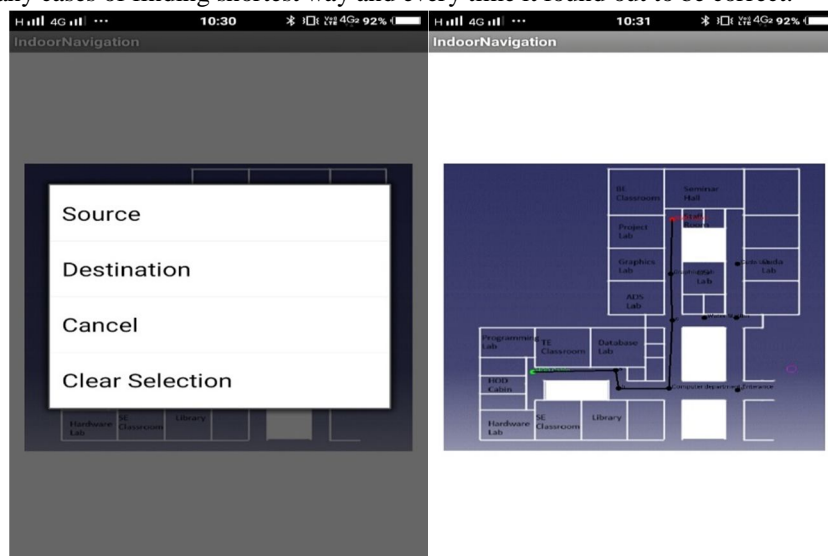 any cases of finding shortest way and every time it found out to be correct.
10:30
4G 92%
IndoorNavigation
Source
Destination
Cancel
Clear Selection
Hardware Lab
SE Classroom
Library
10:31
4G 92%
IndoorNavigation
BE Classroom
Seminar Hall
Project Lab
Staff Room
Graphics Lab
Lab
Lab
ADS Lab
Programming Lab
TE Classroom
Database Lab
HOD Cabin
Computer department Entrance
Hardware Lab
SE Classroom
Library